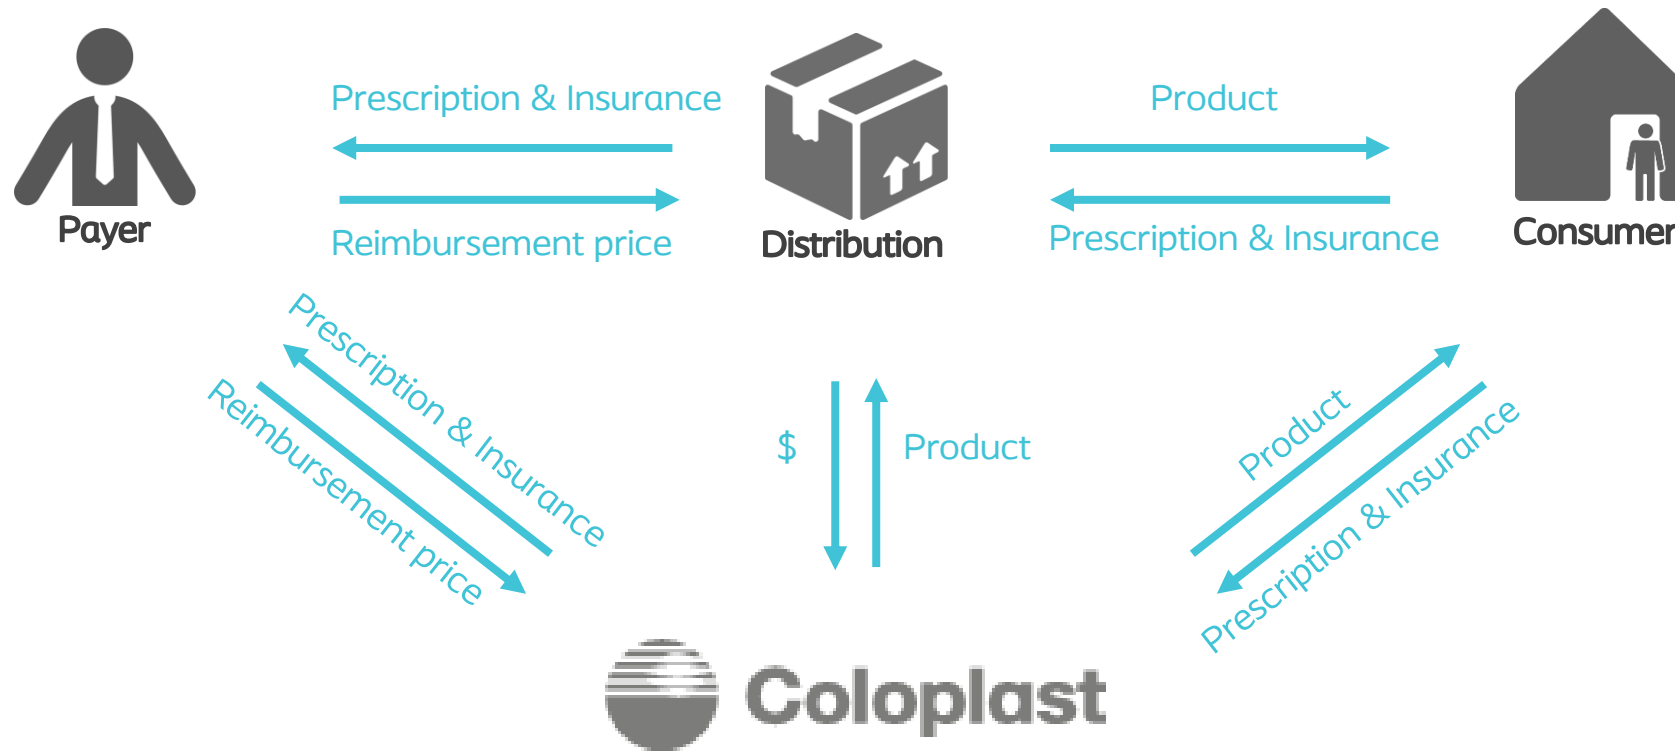 Prescription & Insurance
Product
Payer
Reimbursement price
Distribution
Prescription & Insurance
Consumer
Prescription & Insurance
Reimbursement price
$
Product
Product
Prescription & Insurance
Coloplast